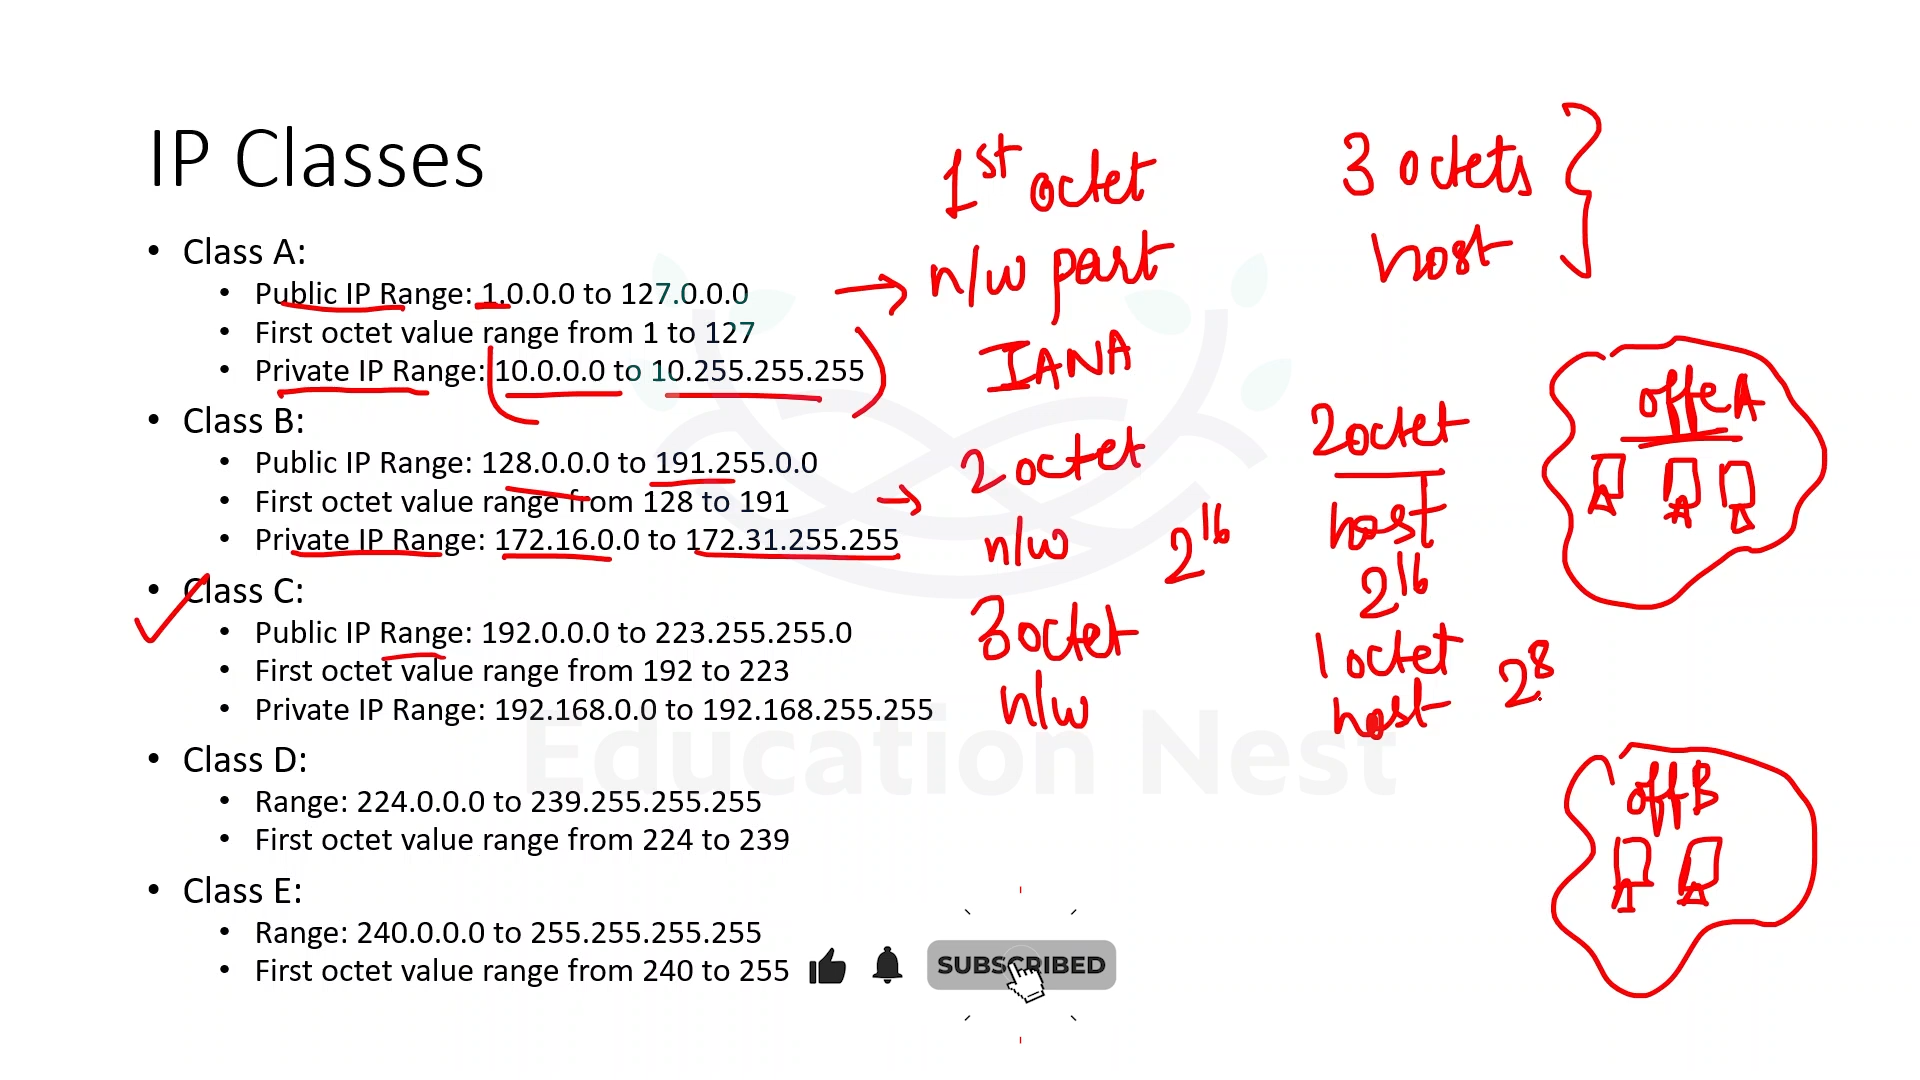 IP Classes
• Class A:
• Public IP Range: 1.0.0.0 to 127.0.0.0
• First octet value range from 1 to 127
• Private IP Range: 10.0.0.0 to 10.255.255.255
• Class B:
• Public IP Range: 128.0.0.0 to 191.255.0.0
• First octet value range from 128 to 191
• Private IP Range: 172.16.0.0 to 172.31.255.255
• Class C:
• Public IP Range: 192.0.0.0 to 223.255.255.0
• First octet value range from 192 to 223
• Private IP Range: 192.168.0.0 to 192.168.255.255
• Class D:
• Range: 224.0.0.0 to 239.255.255.255
• First octet value range from 224 to 239
• Class E:
• Range: 240.0.0.0 to 255.255.255.255
• First octet value range from 240 to 255
1st octet
n/w part
IANA
2 octet
n/w 2^16
3 octet
n/w
3 octets
host
2 octet
host
2^16
1 octet
host 2^8
offce A
off B
Education Nest
SUBSCRIBED